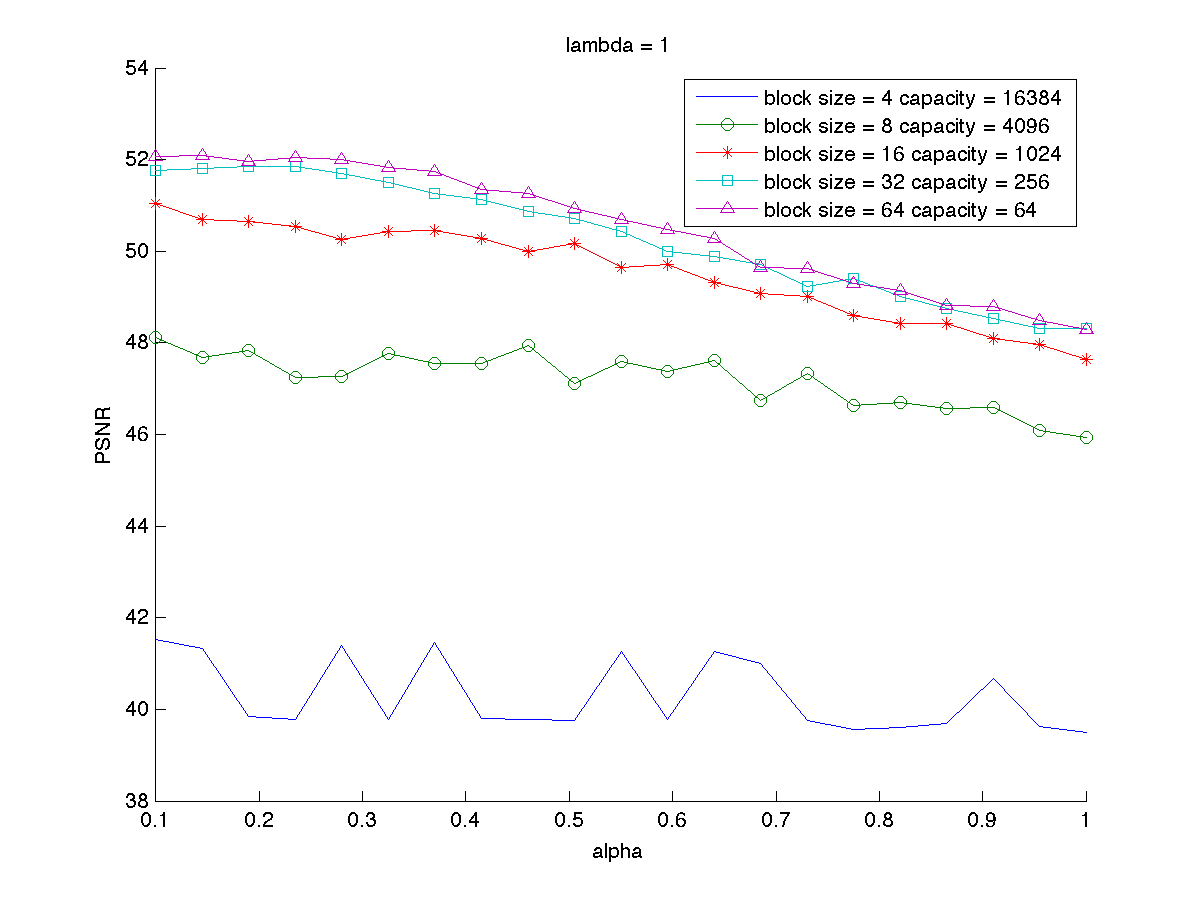 lambda = 1
block size = 4 capacity = 16384
block size = 8 capacity = 4096
block size = 16 capacity = 1024
block size = 32 capacity = 256
block size = 64 capacity = 64
PSNR
54
52
50
48
46
44
42
40
38
0.1 0.2 0.3 0.4 0.5 0.6 0.7 0.8 0.9 1
alpha